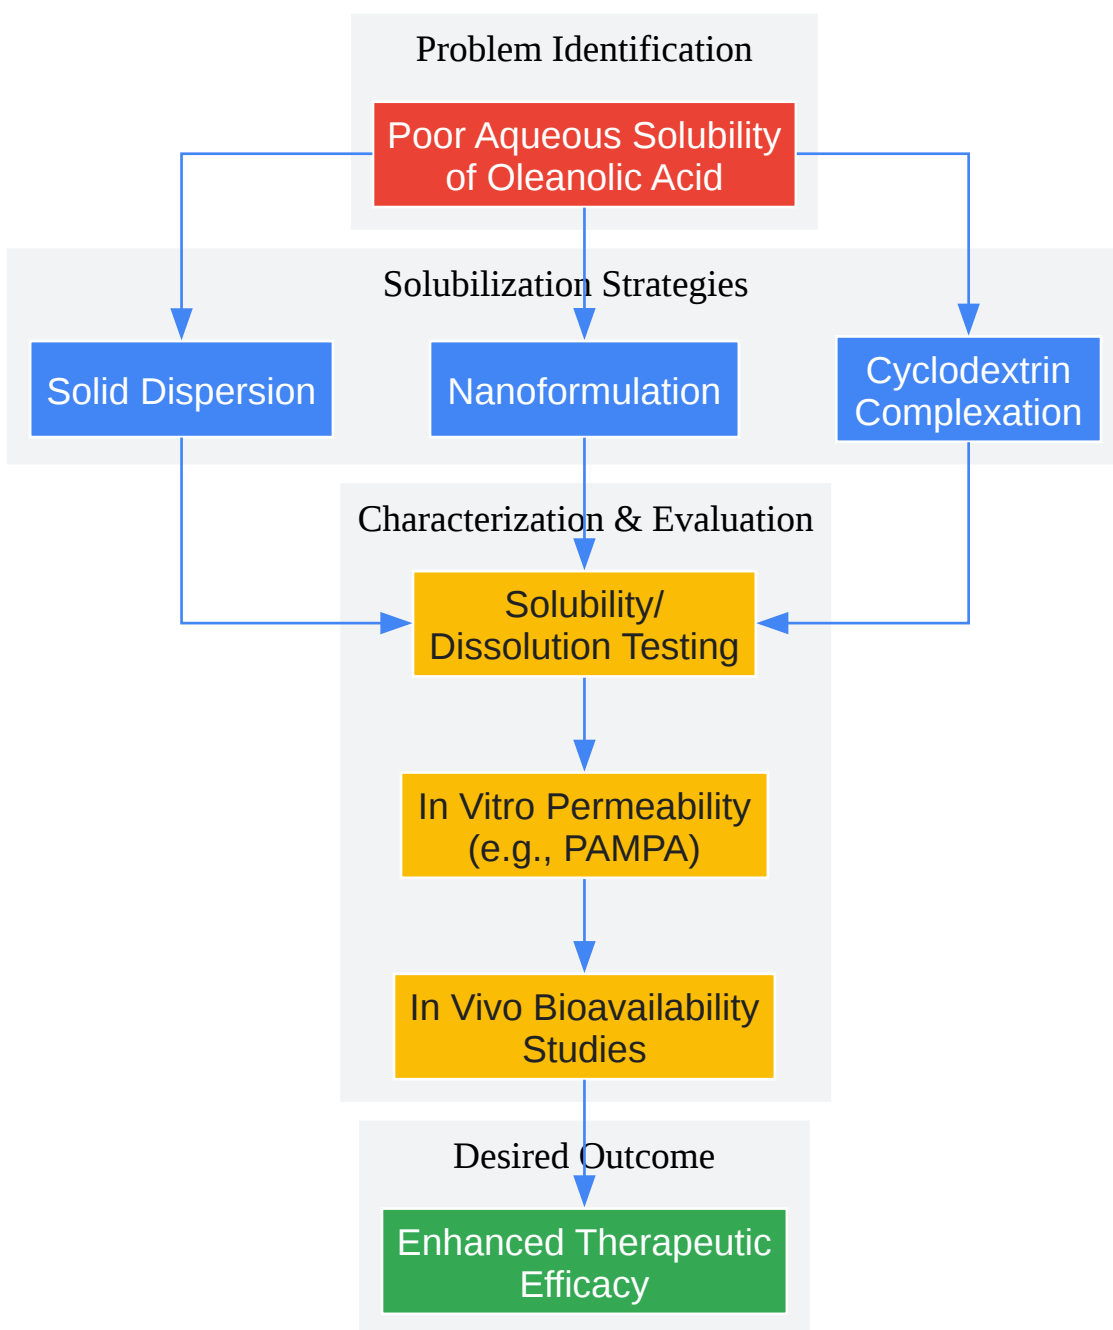 Problem Identification
Poor Aqueous Solubility
of Oleanolic Acid
Solubilization Strategies
Solid Dispersion
Nanoformulation
Cyclodextrin
Complexation
Characterization & Evaluation
Solubility/
Dissolution Testing
In Vitro Permeability
(e.g., PAMPA)
In Vivo Bioavailability
Studies
Desired Outcome
Enhanced Therapeutic
Efficacy